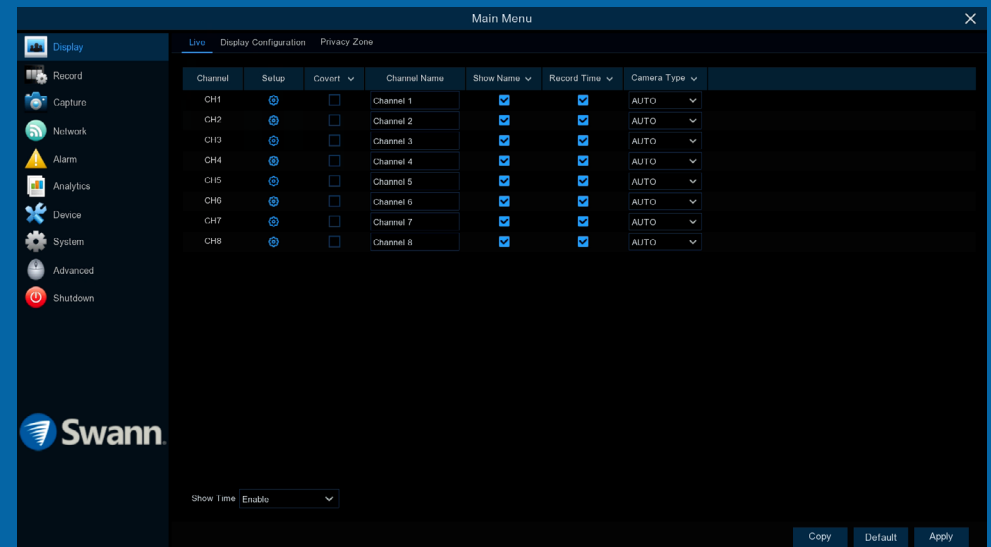 Main Menu
Display
Record
Capture
Network
Alarm
Analytics
Device
System
Advanced
Shutdown
Swann
Live Display Configuration Privacy Zone
Channel Setup Covert Channel Name Show Name Record Time Camera Type
CH1 Channel 1 AUTO
CH2 Channel 2 AUTO
CH3 Channel 3 AUTO
CH4 Channel 4 AUTO
CH5 Channel 5 AUTO
CH6 Channel 6 AUTO
CH7 Channel 7 AUTO
CH8 Channel 8 AUTO
Show Time Enable
Copy Default Apply